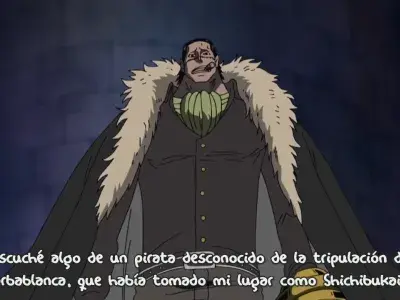 scuché algo de un pirata desconocido de la tripulación d
rbablanca, que había tomado mi lugar como Shichibukai